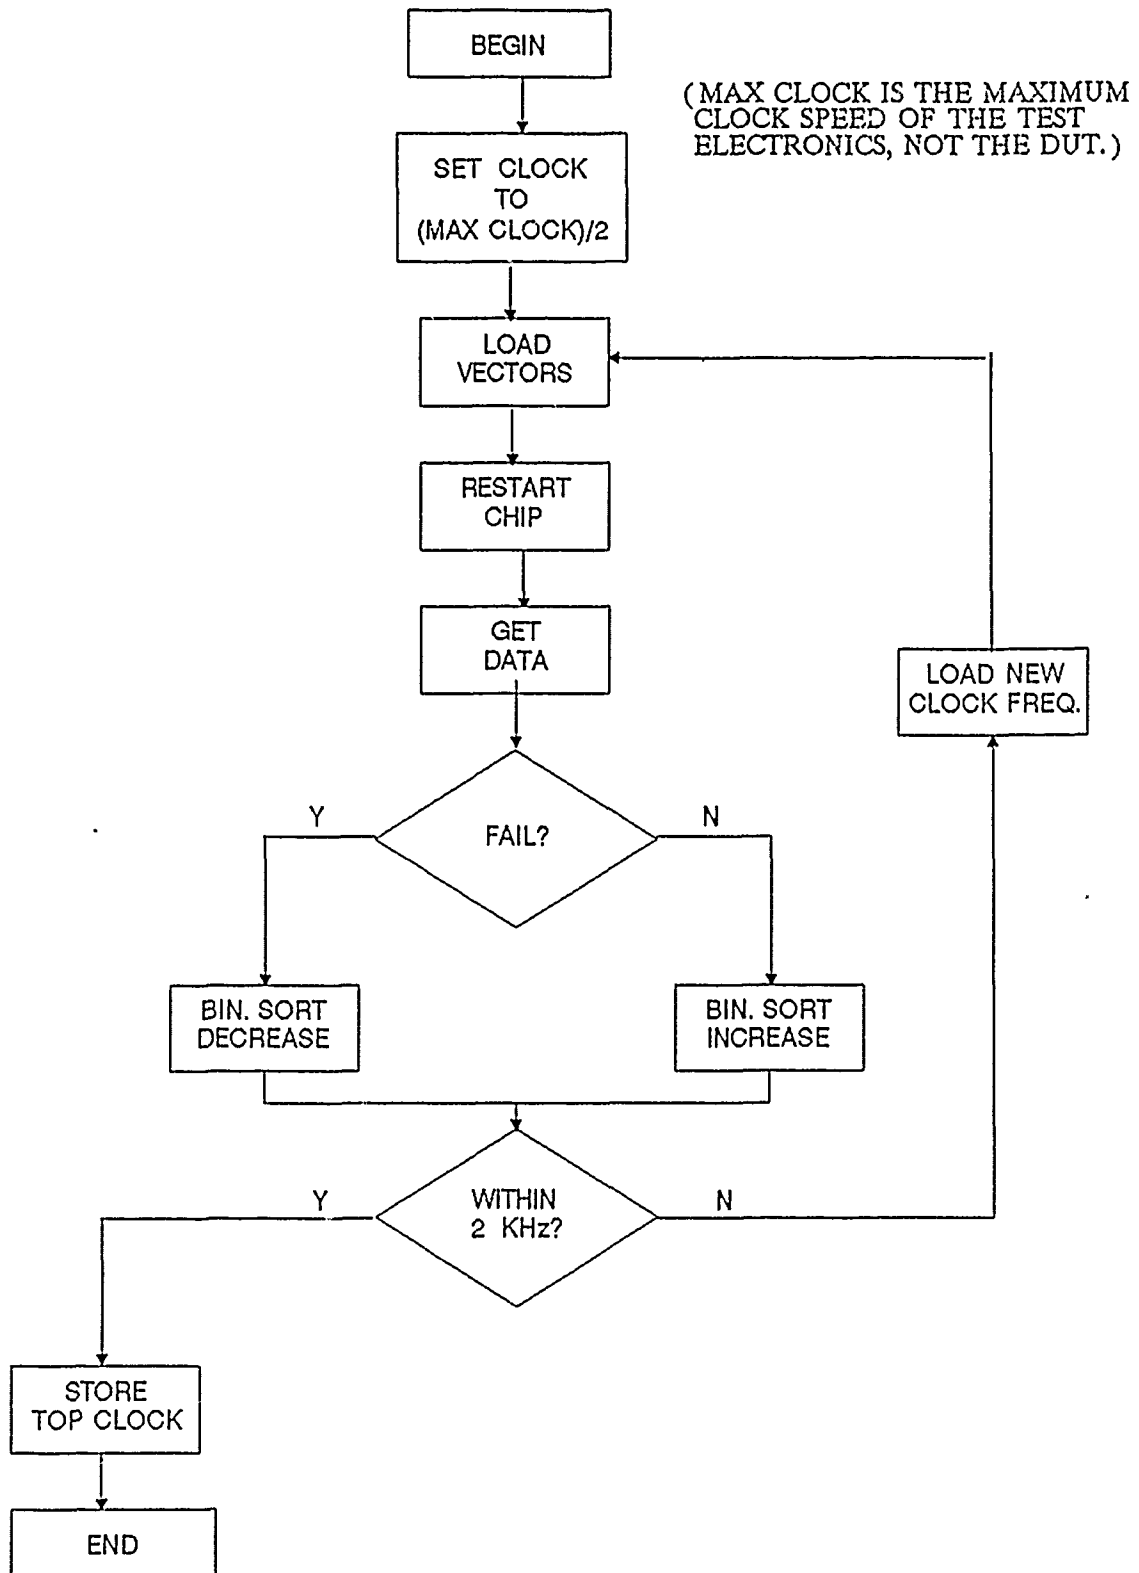 BEGIN
(MAX CLOCK IS THE MAXIMUM
CLOCK SPEED OF THE TEST
ELECTRONICS, NOT THE DUT.)
SET CLOCK
TO
(MAX CLOCK)/2
LOAD
VECTORS
RESTART
CHIP
GET
DATA
LOAD NEW
CLOCK FREQ.
Y
FAIL?
N
BIN. SORT
DECREASE
BIN. SORT
INCREASE
Y
WITHIN
2 KHz?
N
STORE
TOP CLOCK
END